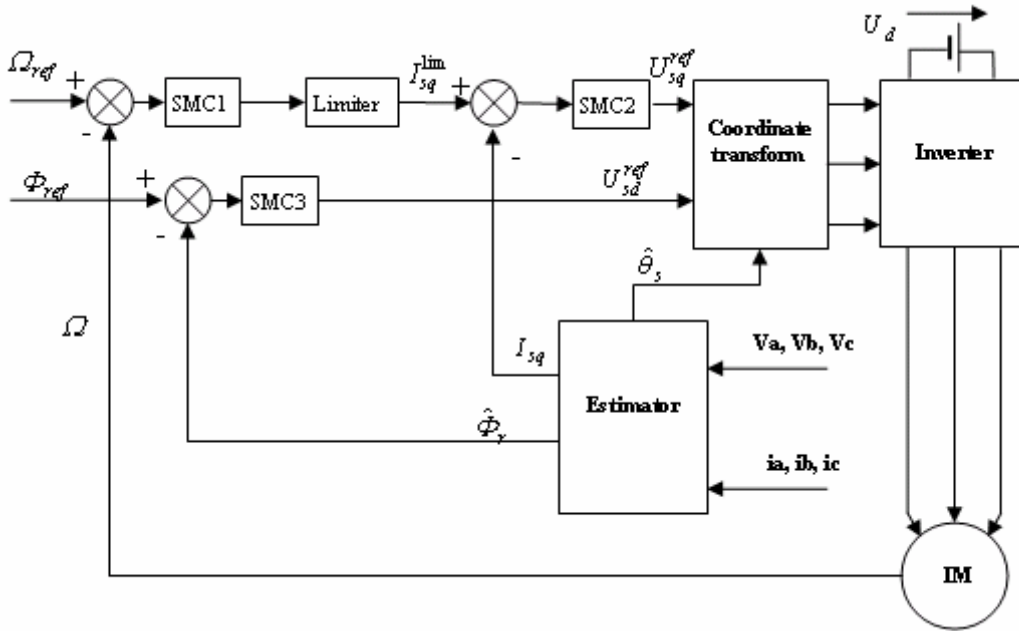 U_d
Ω_ref
+
-
SMC1
Limiter
I_sq^lim
+
-
SMC2
U_sq^ref
Coordinate
transform
Inverter
Φ_ref
+
-
SMC3
U_sd^ref
θ̂_s
Ω
I_sq
Va, Vb, Vc
Estimator
Φ̂_r
ia, ib, ic
IM